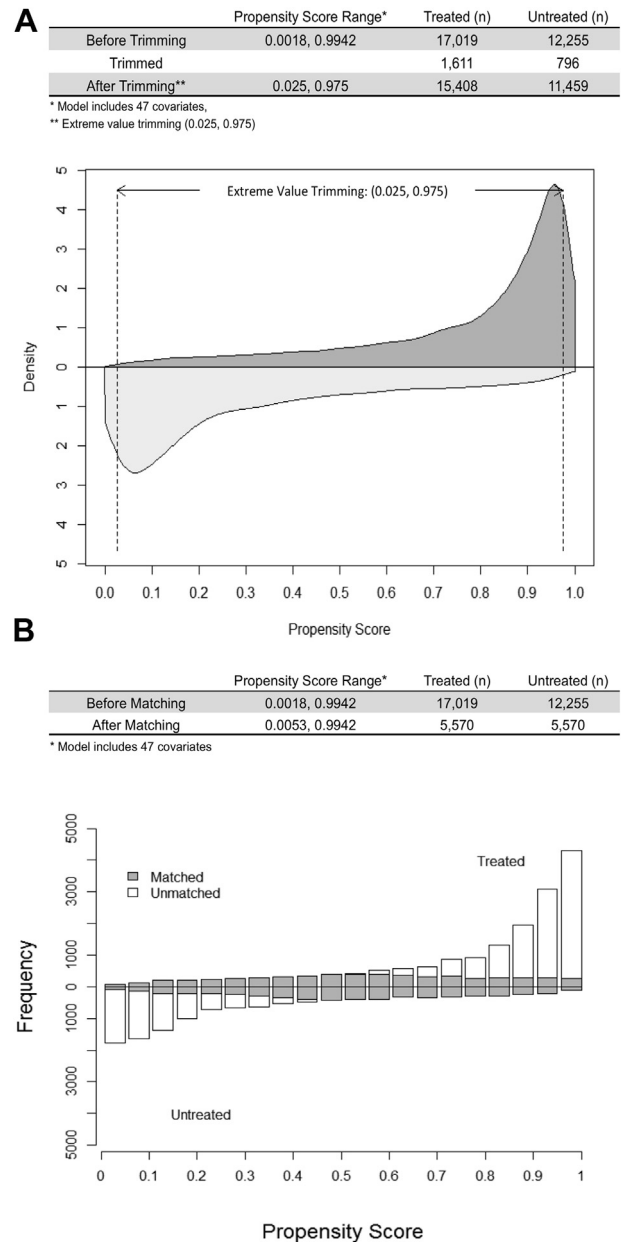 A
Propensity Score Range* Treated (n) Untreated (n)
Before Trimming 0.0018, 0.9942 17,019 12,255
Trimmed 1,611 796
After Trimming** 0.025, 0.975 15,408 11,459
* Model includes 47 covariates,
** Extreme value trimming (0.025, 0.975)
Extreme Value Trimming: (0.025, 0.975)
Density
5
4
3
2
1
0
1
2
3
4
5
0.0 0.1 0.2 0.3 0.4 0.5 0.6 0.7 0.8 0.9 1.0
Propensity Score
B
Propensity Score Range* Treated (n) Untreated (n)
Before Matching 0.0018, 0.9942 17,019 12,255
After Matching 0.0053, 0.9942 5,570 5,570
* Model includes 47 covariates
Treated
Matched
Unmatched
Frequency
5000
3000
1000
0
1000
3000
5000
Untreated
0 0.1 0.2 0.3 0.4 0.5 0.6 0.7 0.8 0.9 1
Propensity Score